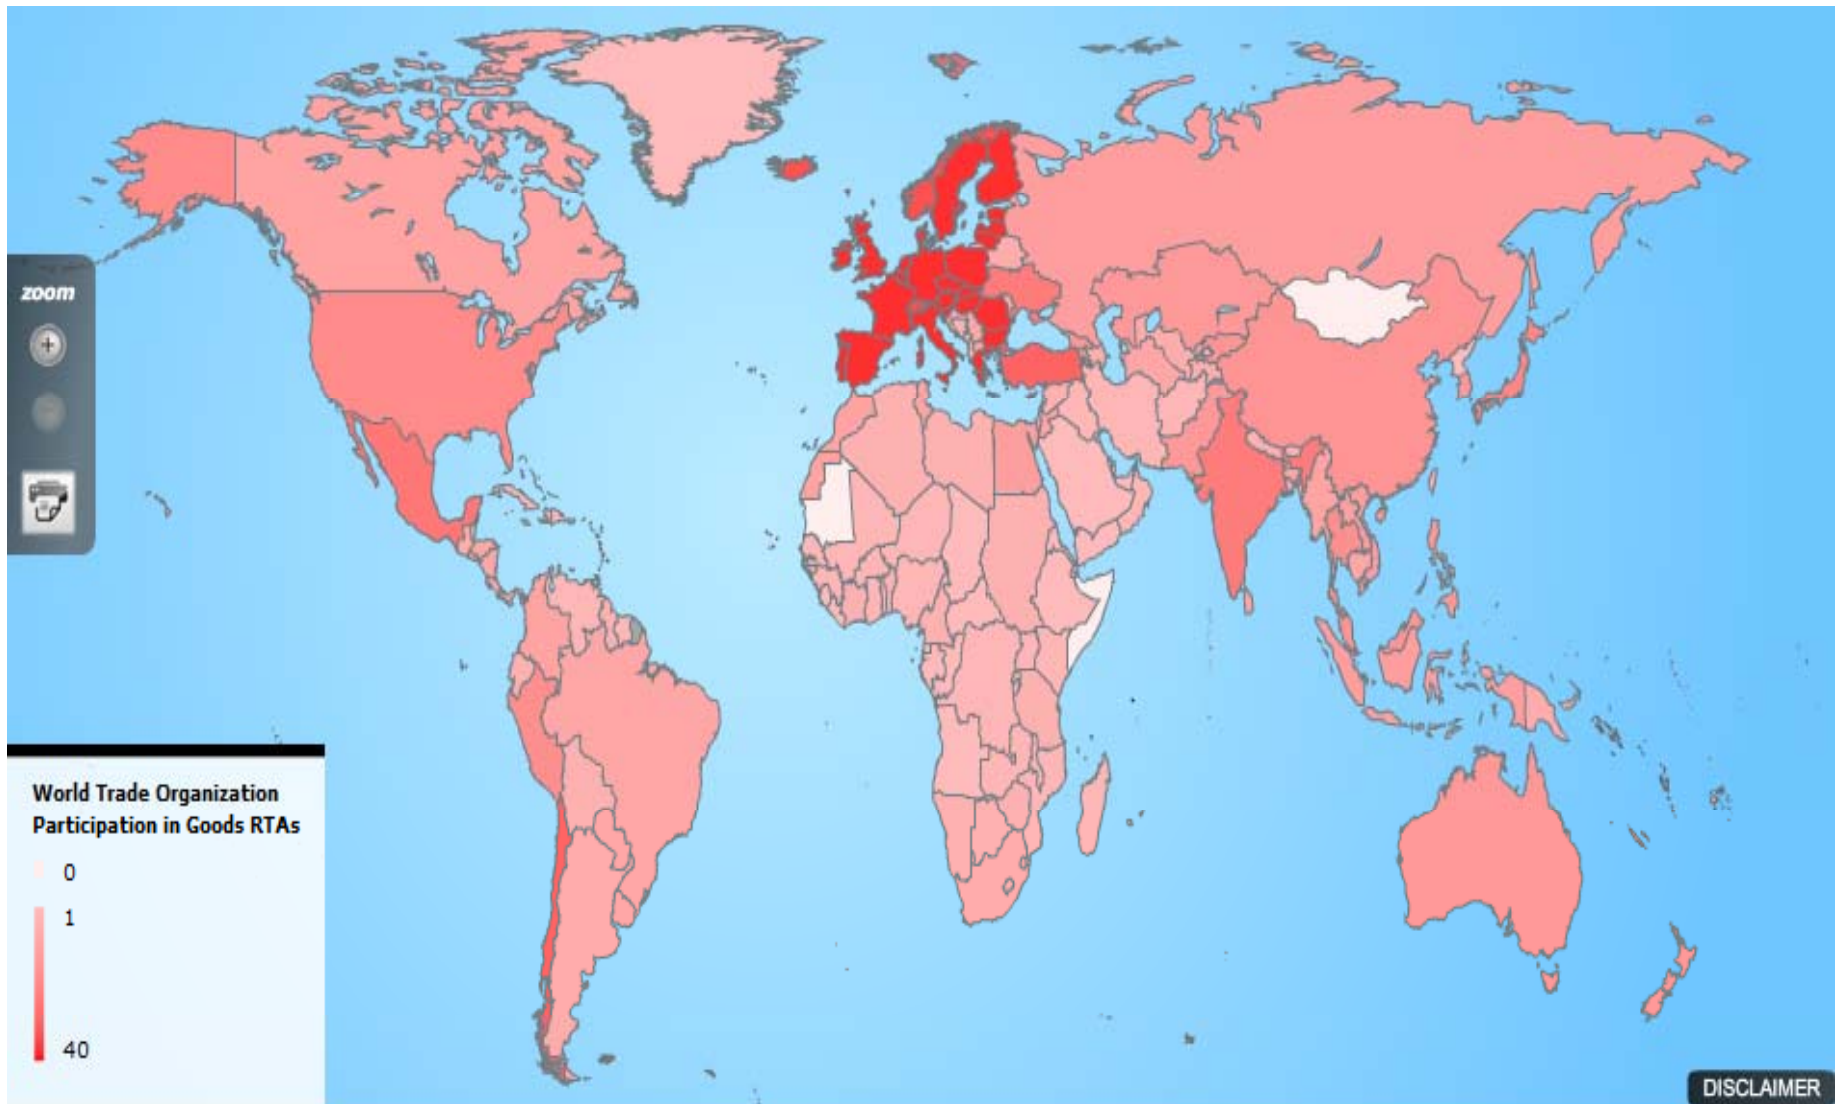 zoom
World Trade Organization
Participation in Goods RTAs
0
1
40
DISCLAIMER